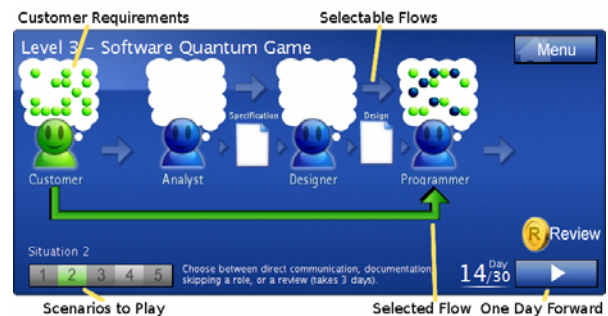 Customer Requirements
Selectable Flows
Level 3 - Software Quantum Game
Menu
Specification
Design
Customer
Analyst
Designer
Programmer
R Review
Situation 2
1 2 3 4 5
Choose between direct communication, documentation,
skipping a role, or a review (takes 3 days).
14/30 Day
Scenarios to Play
Selected Flow
One Day Forward